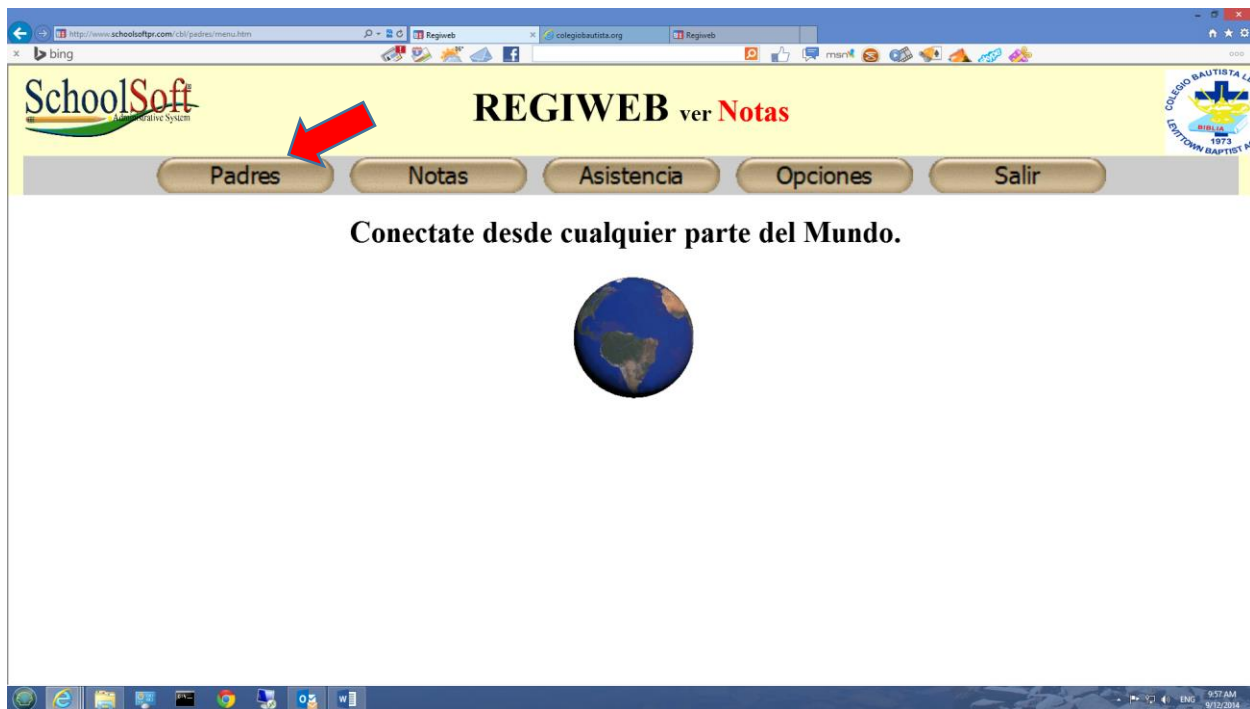 http://www.schoolsoftpr.com/cbl/padres/menu.htm
Regiweb
colegiobautista.org
Regiweb
bing
msn
SchoolSoft
Administrative System
REGIWEB ver Notas
COLEGIO BAUTISTA
BIBLIA
1973
LEVITTOWN BAPTIST
Padres
Notas
Asistencia
Opciones
Salir
Conectate desde cualquier parte del Mundo.
ENG
9:57 AM
9/12/2014